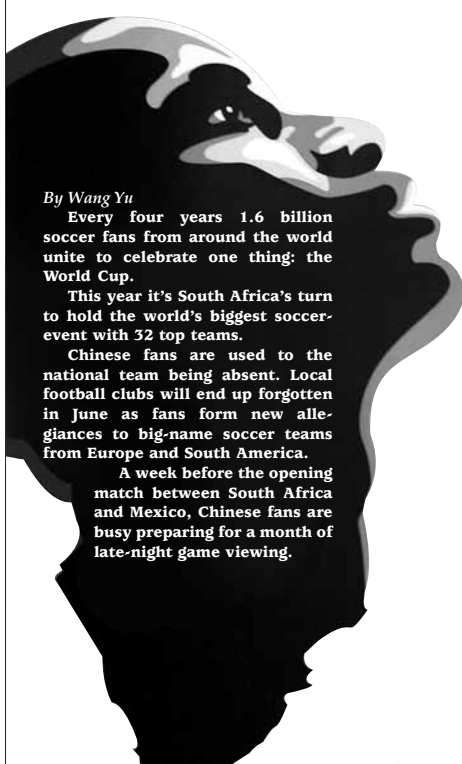 By Wang Yu
Every four years 1.6 billion
soccer fans from around the world
unite to celebrate one thing: the
World Cup.
This year it's South Africa's turn
to hold the world's biggest soccer-
event with 32 top teams.
Chinese fans are used to the
national team being absent. Local
football clubs will end up forgotten
in June as fans form new alle-
giances to big-name soccer teams
from Europe and South America.
A week before the opening
match between South Africa
and Mexico, Chinese fans are
busy preparing for a month of
late-night game viewing.